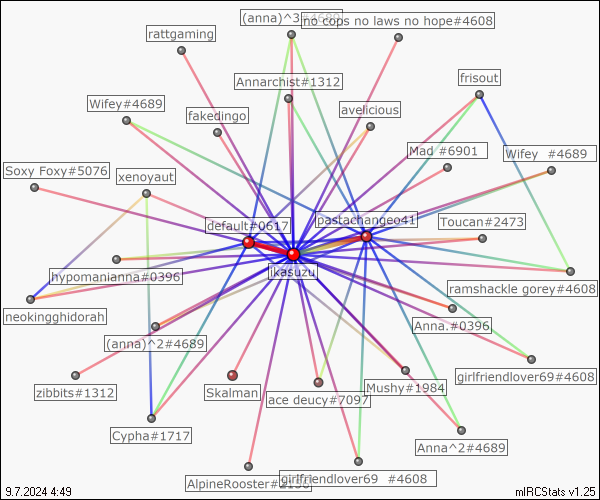 (anna)^3#4689
no cops no laws no hope#4608
rattgaming
frisout
Annarchist#1312
Wifey#4689
avelicious
fakedingo
Mad #6901
Wifey #4689
Soxy Foxy#5076
xenoyaut
default#0617
pastachangeo41
Toucan#2473
ikasuzu
hypomanianna#0396
ramshackle gorey#4608
neokingghidorah
Anna.#0396
(anna)^2#4689
girlfriendlover69#4608
zibbits#1312
Skalman
ace deucy#7097
Mushy#1984
Cypha#1717
Anna^2#4689
AlpineRooster#2136
girlfriendlover69 #4608
9.7.2024 4:49
mIRCStats v1.25